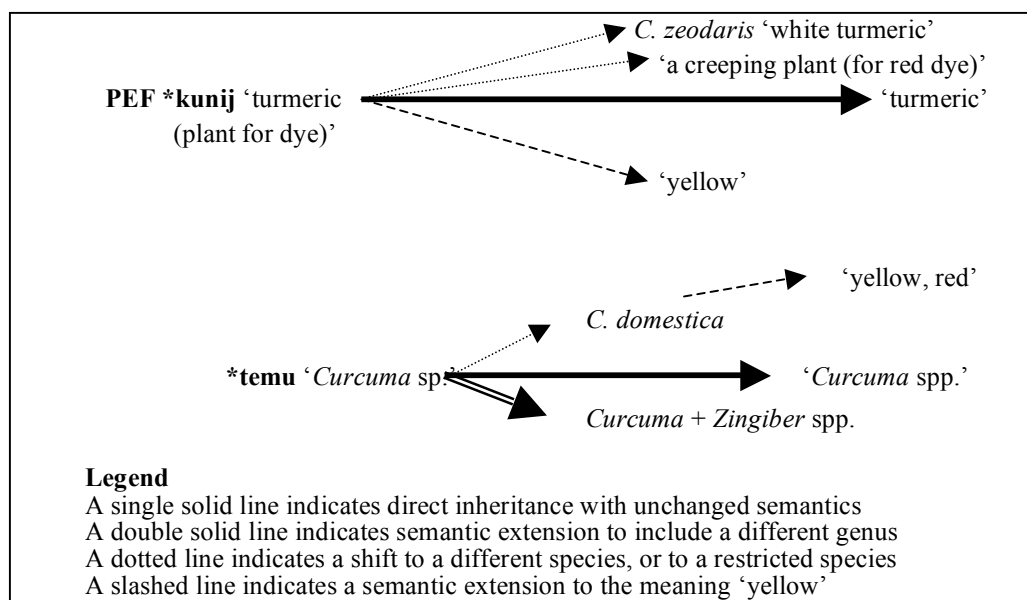 C. zeodaris ‘white turmeric’
‘a creeping plant (for red dye)’
PEF *kunij ‘turmeric ‘turmeric’
(plant for dye)’
‘yellow’
‘yellow, red’
C. domestica
*temu ‘Curcuma sp.’ ‘Curcuma spp.’
Curcuma + Zingiber spp.
Legend
A single solid line indicates direct inheritance with unchanged semantics
A double solid line indicates semantic extension to include a different genus
A dotted line indicates a shift to a different species, or to a restricted species
A slashed line indicates a semantic extension to the meaning ‘yellow’